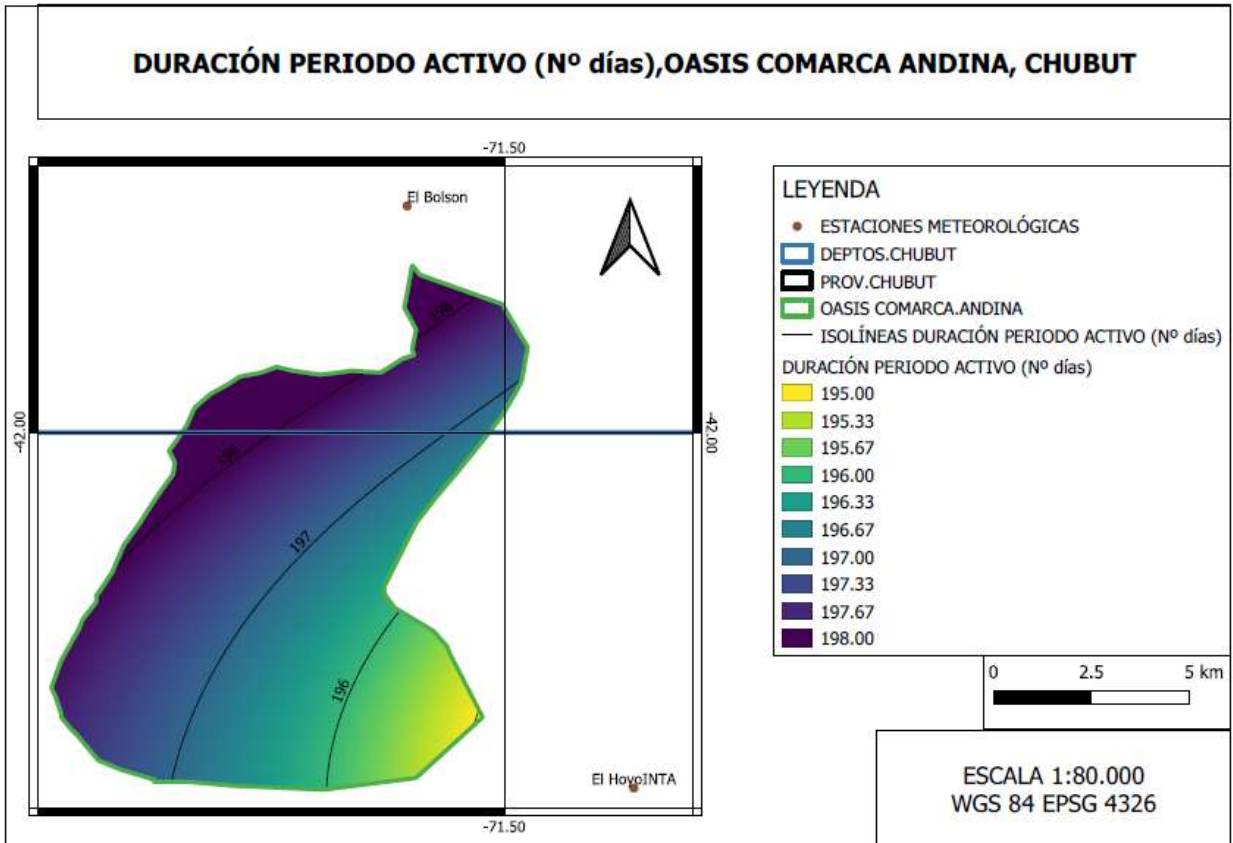 DURACIÓN PERIODO ACTIVO (Nº días),OASIS COMARCA ANDINA, CHUBUT
-71.50
El Bolson
198
-42.00
-42.00
198
197
196
El HoyoINTA
-71.50
LEYENDA
ESTACIONES METEOROLÓGICAS
DEPTOS.CHUBUT
PROV.CHUBUT
OASIS COMARCA.ANDINA
ISOLÍNEAS DURACIÓN PERIODO ACTIVO (Nº días)
DURACIÓN PERIODO ACTIVO (Nº días)
195.00
195.33
195.67
196.00
196.33
196.67
197.00
197.33
197.67
198.00
0 2.5 5 km
ESCALA 1:80.000
WGS 84 EPSG 4326